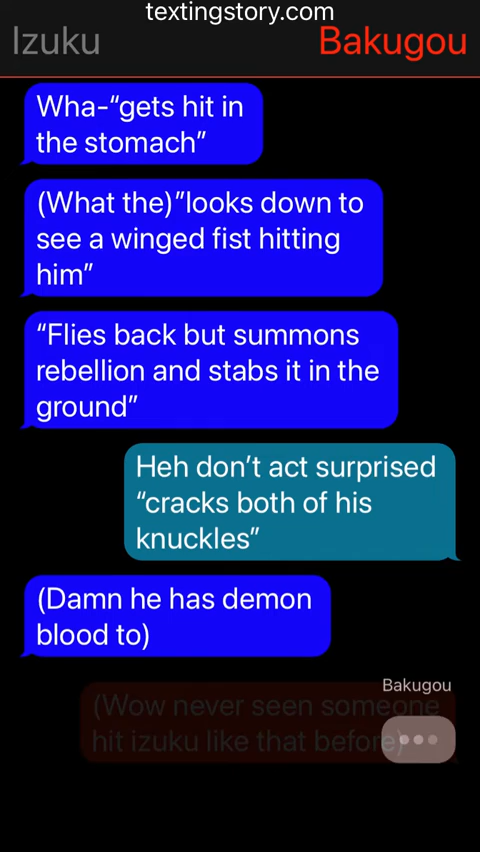 textingstory.com
Izuku Bakugou
Wha-“gets hit in
the stomach”
(What the)”looks down to
see a winged fist hitting
him”
“Flies back but summons
rebellion and stabs it in the
ground”
Heh don’t act surprised
“cracks both of his
knuckles”
(Damn he has demon
blood to)
Bakugou
(Wow never seen someone
hit izuku like that before)